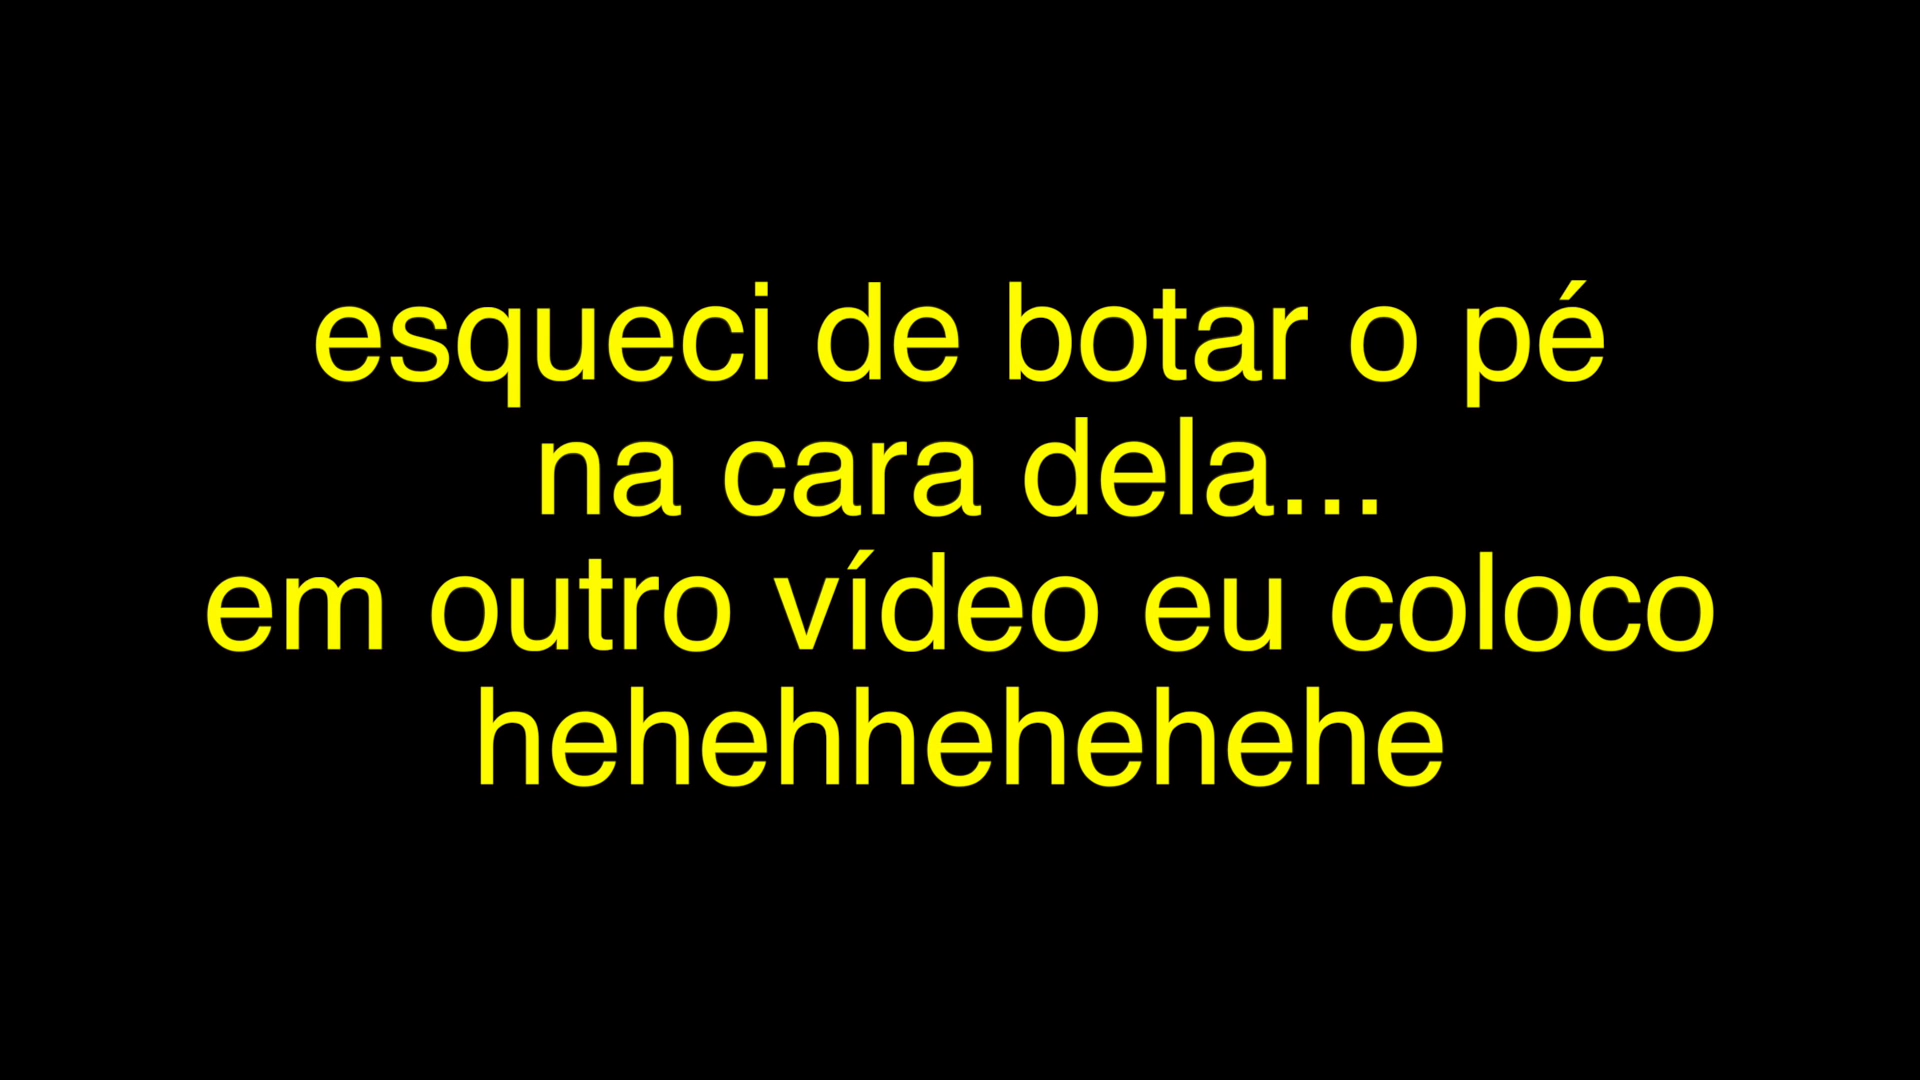 esqueci de botar o pé
na cara dela...
em outro vídeo eu coloco
hehehhehehehe